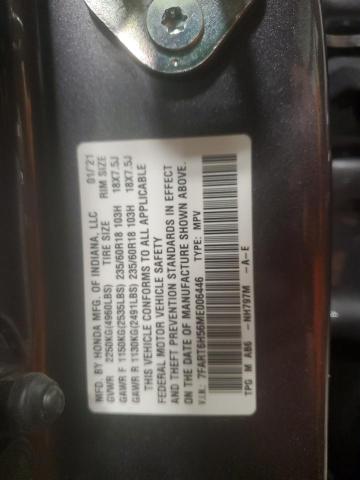 MFD. BY HONDA MFG. OF INDIANA, LLC 01/'21
GVWR 2250KG(4960LBS) TIRE SIZE RIM SIZE
GAWR F 1150KG(2535LBS) 235/60R18 103H 18X7.5J
GAWR R 1130KG(2491LBS) 235/60R18 103H 18X7.5J
THIS VEHICLE CONFORMS TO ALL APPLICABLE
FEDERAL MOTOR VEHICLE SAFETY
AND THEFT PREVENTION STANDARDS IN EFFECT
ON THE DATE OF MANUFACTURE SHOWN ABOVE.
V.I.N.: 7FART6H56ME006446 TYPE: MPV
TPG M AB6 -NH797M -A-E